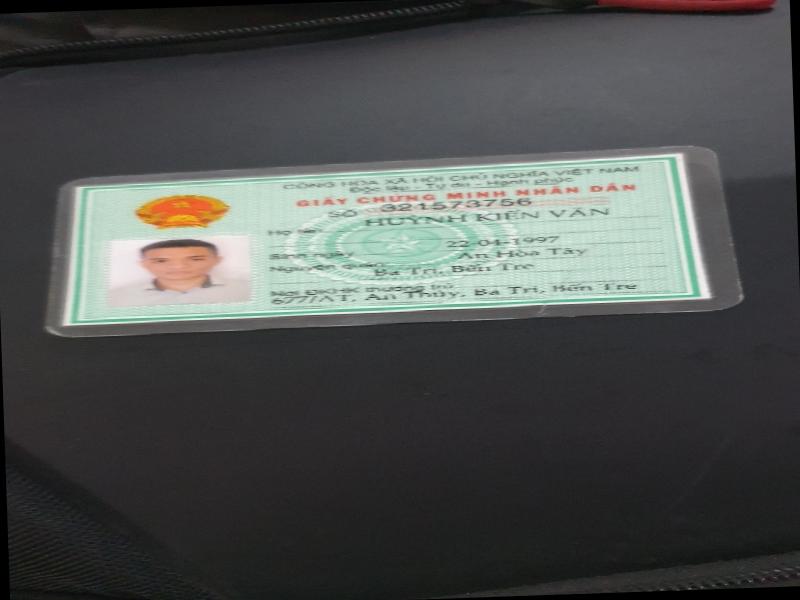 CỘNG HÒA XÃ HỘI CHỦ NGHĨA VIỆT NAM
Độc lập - Tự do - Hạnh phúc
GIẤY CHỨNG MINH NHÂN DÂN
SỐ 321573756
Họ tên HUỲNH KIẾN VĂN
Sinh ngày 22-04-1997
Nguyên quán An Hòa Tây
Ba Tri, Bến Tre
Nơi ĐKHK thường trú
677/AT, An Thủy, Ba Tri, Bến Tre